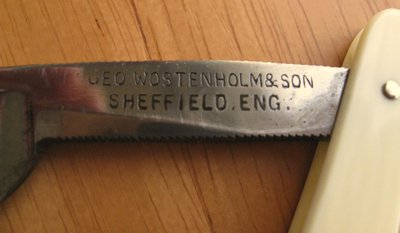 GEO. WOSTENHOLM & SON
SHEFFIELD. ENG.